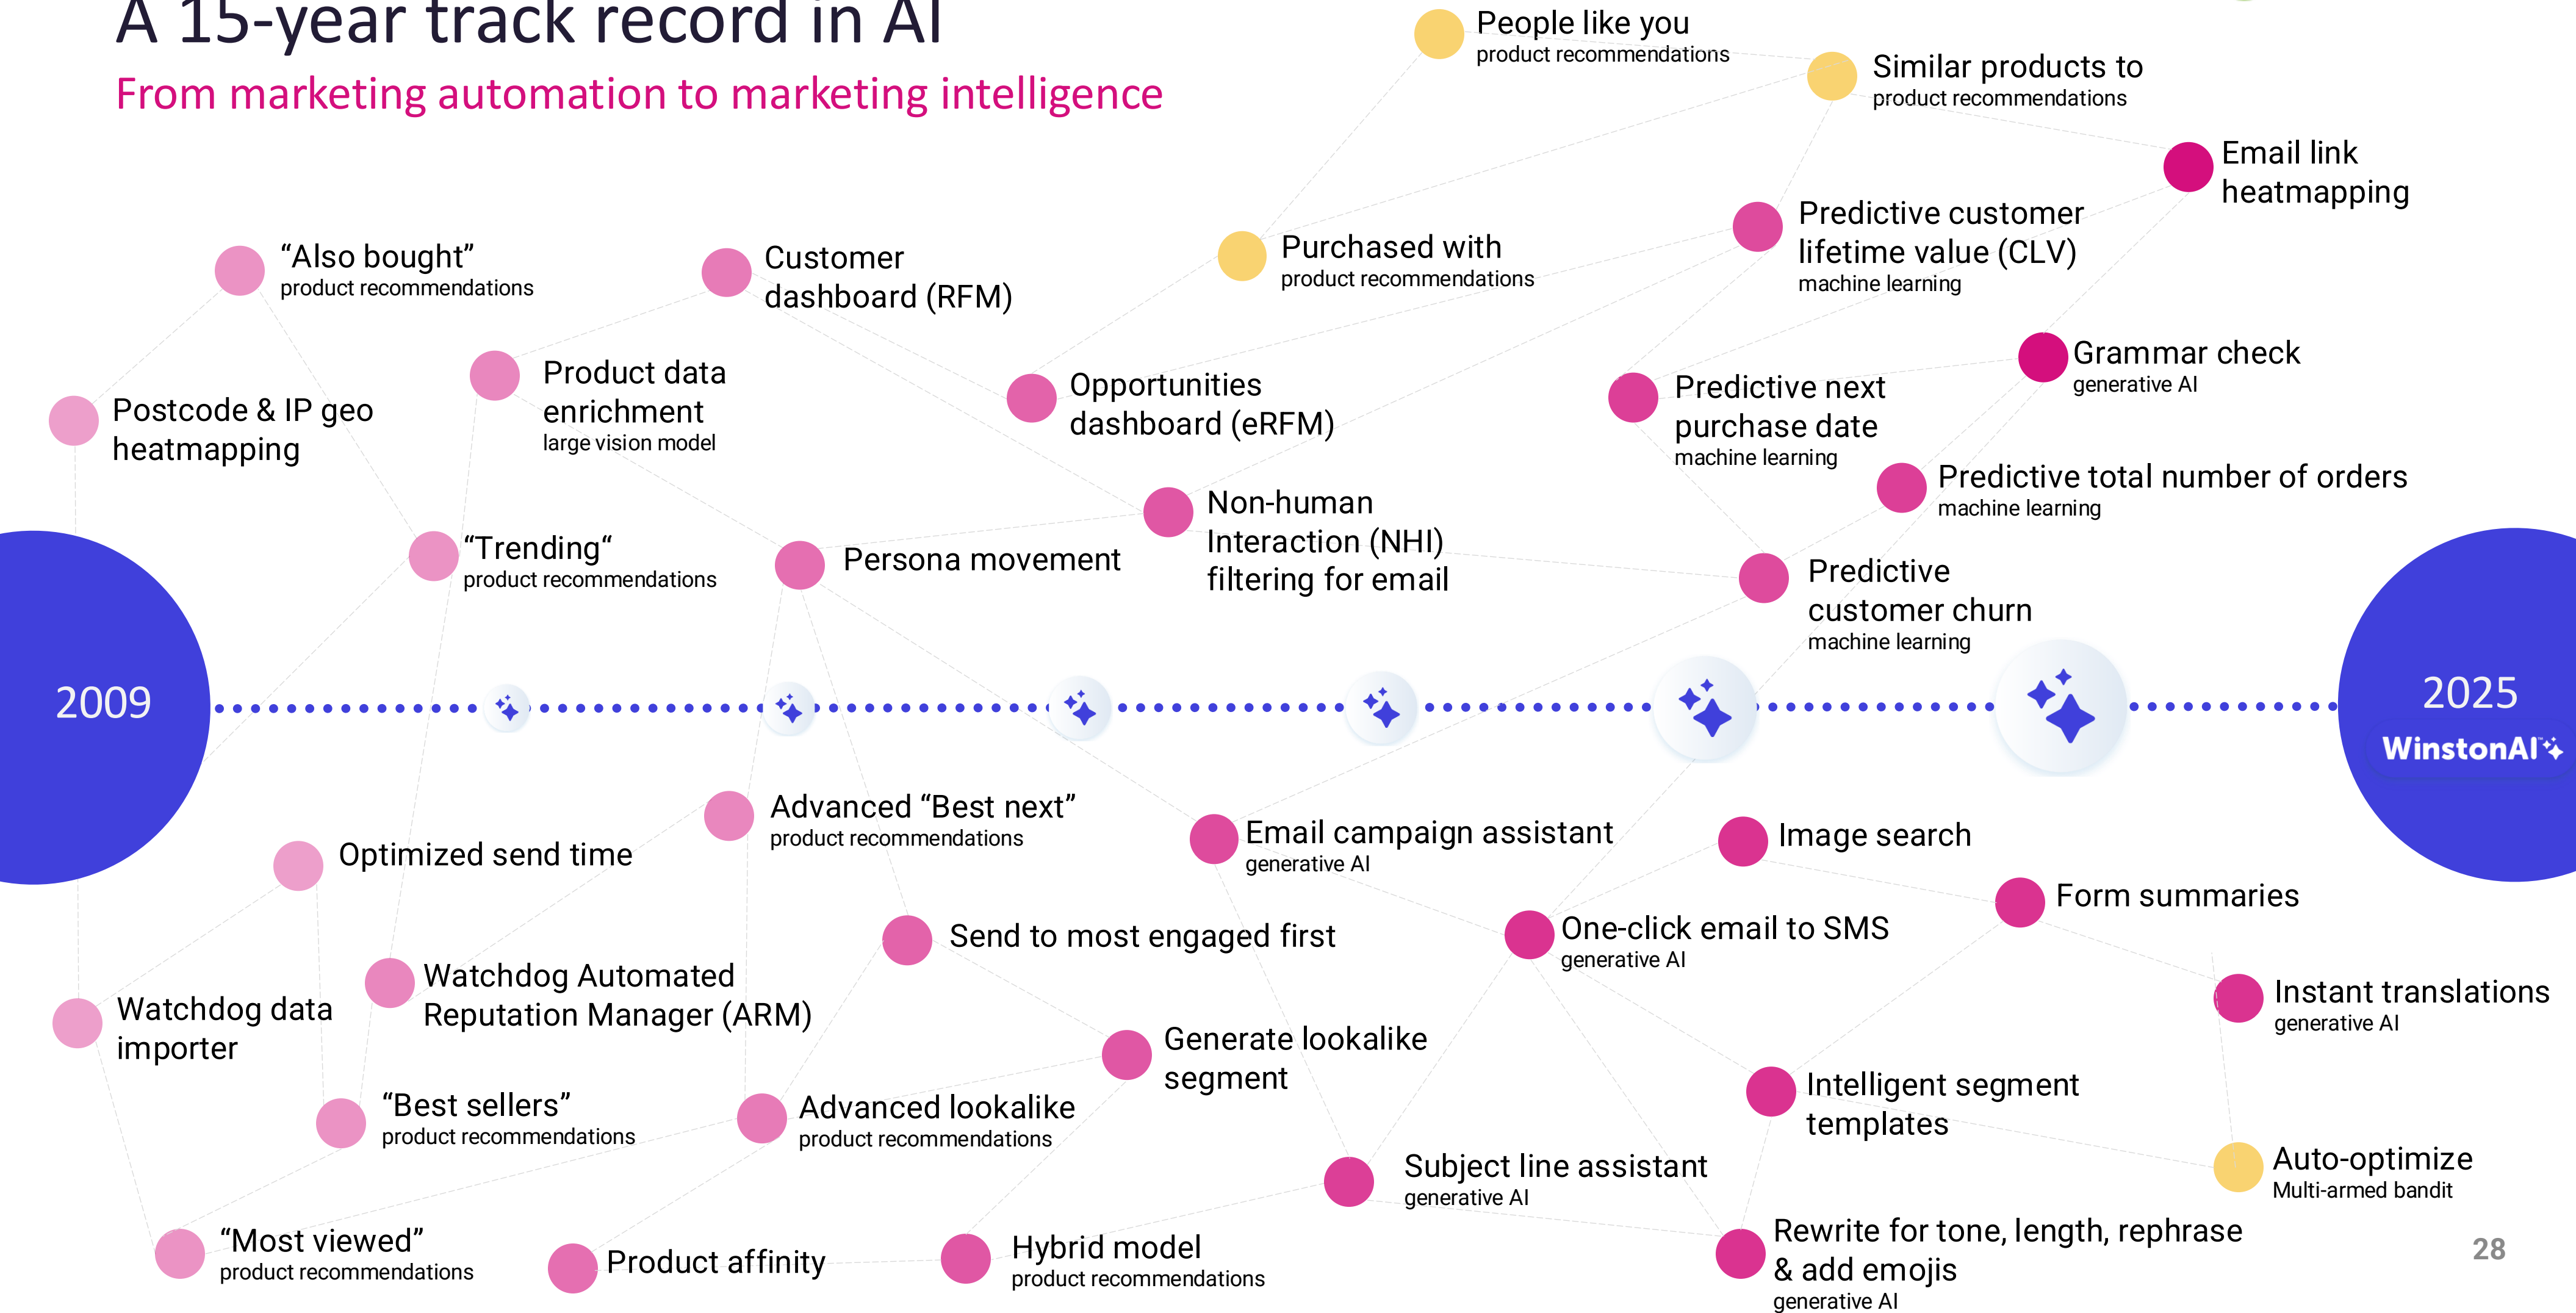 A 15-year track record in AI
From marketing automation to marketing intelligence
People like you
product recommendations
Similar products to
product recommendations
Email link
heatmapping
Predictive customer
lifetime value (CLV)
machine learning
Purchased with
product recommendations
“Also bought”
product recommendations
Customer
dashboard (RFM)
Product data
enrichment
large vision model
Opportunities
dashboard (eRFM)
Grammar check
generative AI
Predictive next
purchase date
machine learning
Postcode & IP geo
heatmapping
Predictive total number of orders
machine learning
Non-human
Interaction (NHI)
filtering for email
“Trending“
product recommendations
Persona movement
Predictive
customer churn
machine learning
2009
2025
WinstonAI™
Advanced “Best next”
product recommendations
Email campaign assistant
generative AI
Image search
Optimized send time
Form summaries
Send to most engaged first
One-click email to SMS
generative AI
Watchdog Automated
Reputation Manager (ARM)
Instant translations
generative AI
Watchdog data
importer
Generate lookalike
segment
Intelligent segment
templates
“Best sellers”
product recommendations
Advanced lookalike
product recommendations
Subject line assistant
generative AI
Auto-optimize
Multi-armed bandit
“Most viewed”
product recommendations
Product affinity
Hybrid model
product recommendations
Rewrite for tone, length, rephrase
& add emojis
generative AI
28